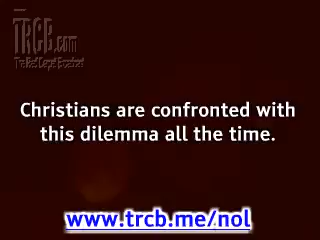 TRCB.com
Christians are confronted with
this dilemma all the time.
www.trcb.me/nol